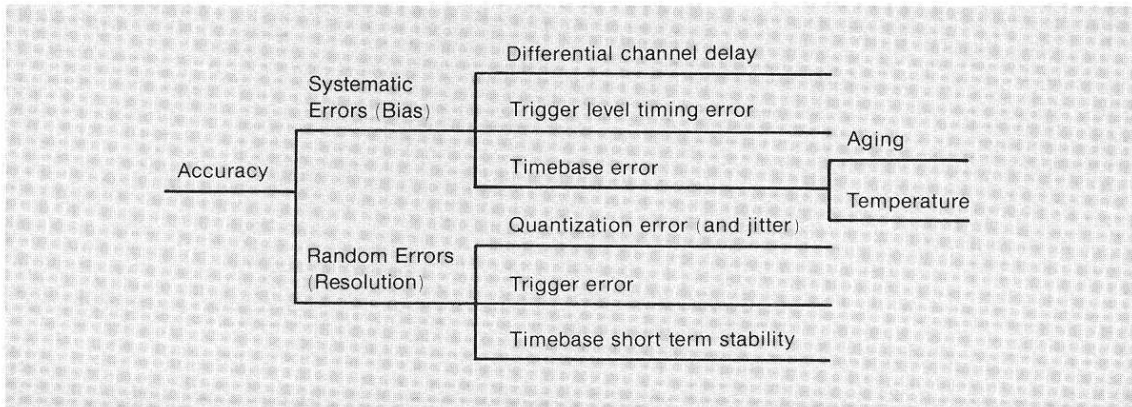 Differential channel delay
Systematic
Errors (Bias)
Trigger level timing error
Aging
Accuracy
Timebase error
Temperature
Quantization error (and jitter)
Random Errors
(Resolution)
Trigger error
Timebase short term stability